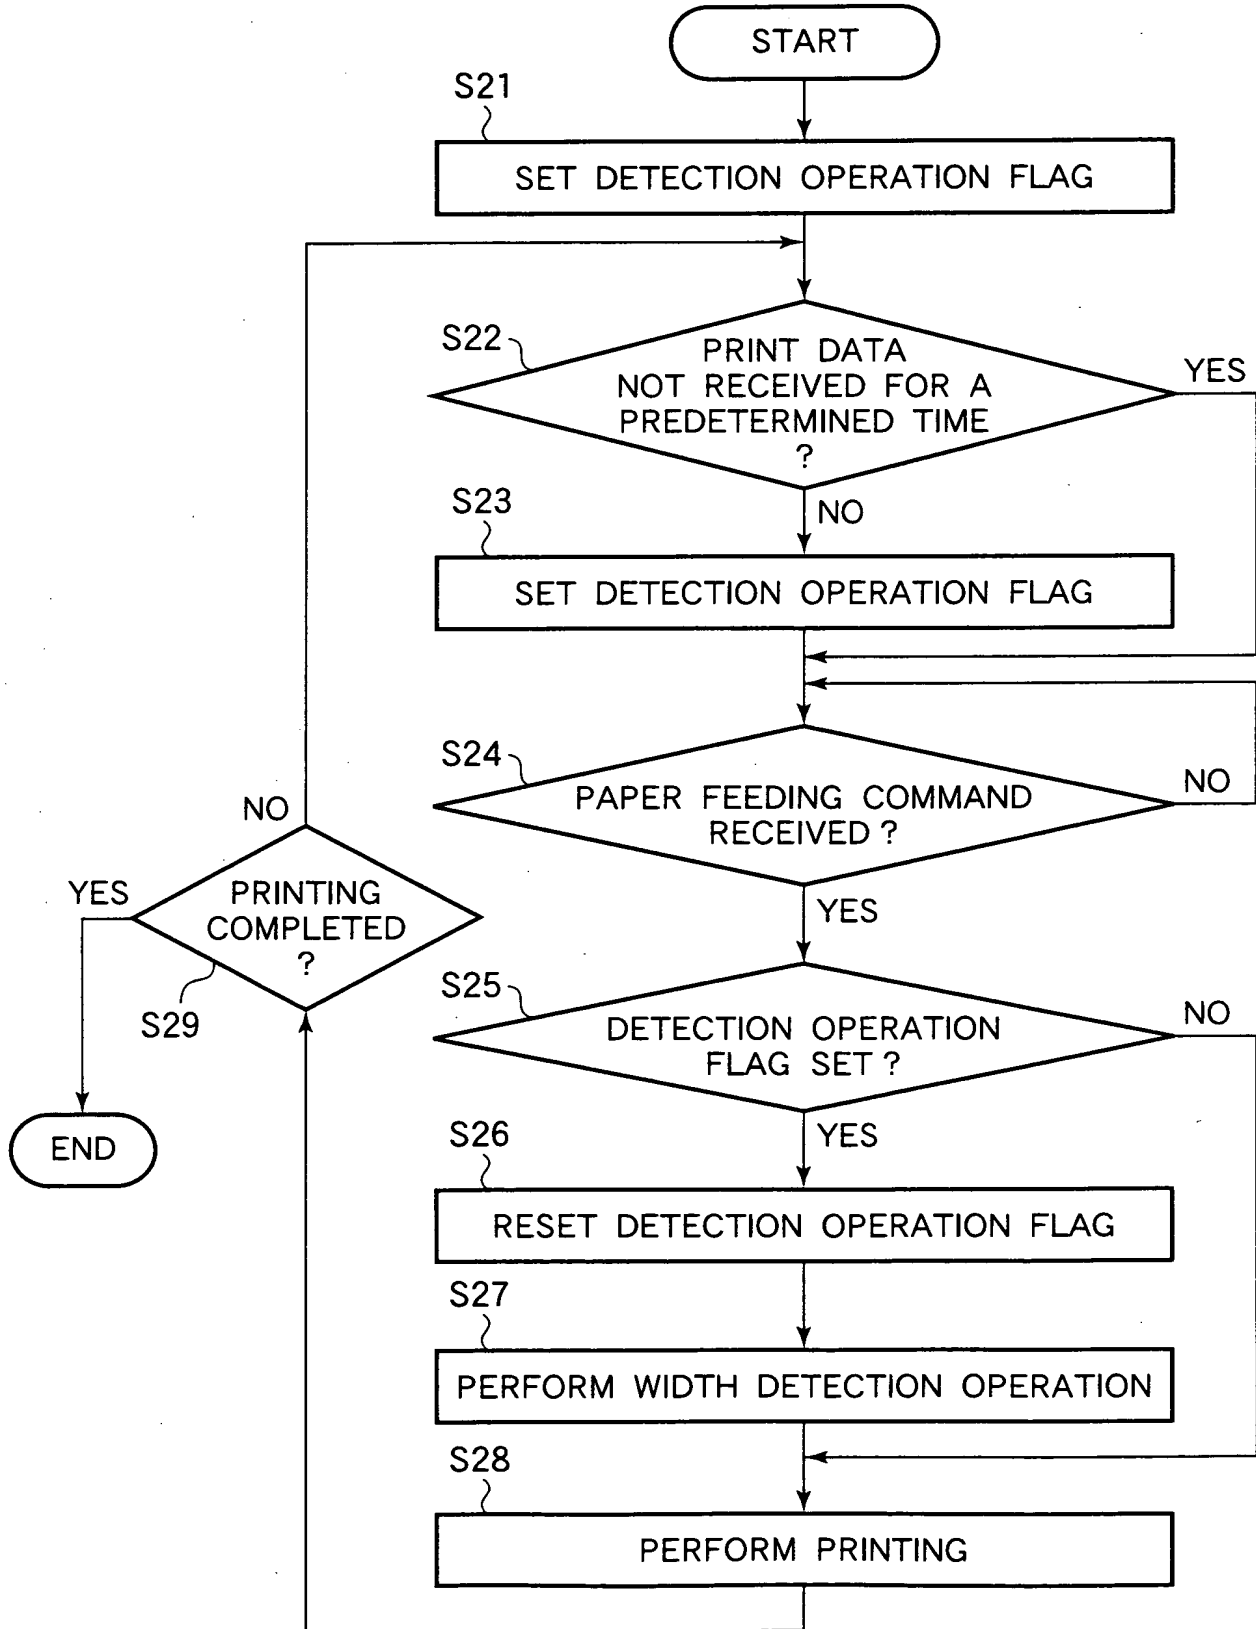 START
S21
SET DETECTION OPERATION FLAG
S22
PRINT DATA
NOT RECEIVED FOR A
PREDETERMINED TIME
?
YES
NO
S23
SET DETECTION OPERATION FLAG
S24
PAPER FEEDING COMMAND
RECEIVED ?
NO
YES
NO
YES
PRINTING
COMPLETED
?
S29
END
S25
DETECTION OPERATION
FLAG SET ?
NO
YES
S26
RESET DETECTION OPERATION FLAG
S27
PERFORM WIDTH DETECTION OPERATION
S28
PERFORM PRINTING